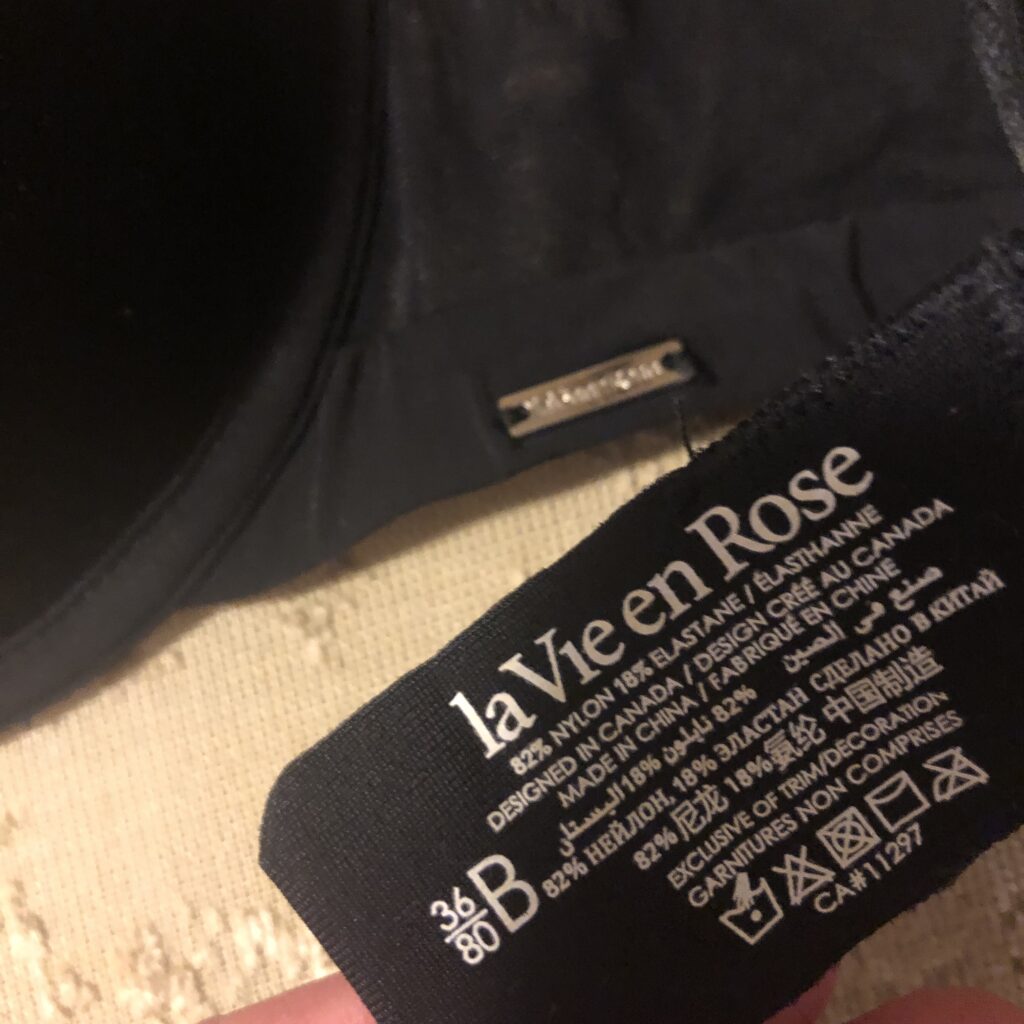 la Vie en Rose
82% NYLON 18% ELASTANE / ÉLASTHANNE
DESIGNED IN CANADA / DESIGN CRÉÉ AU CANADA
MADE IN CHINA / FABRIQUÉ EN CHINE
82% نايلون 18% اليستان صنع في الصين
82% НЕЙЛОН, 18% ЭЛАСТАН СДЕЛАНО В КИТАЙ
82% 尼龙 18% 氨纶 中国制造
EXCLUSIVE OF TRIM/DECORATION
GARNITURES NON COMPRISES
CA#11297
36
80
B